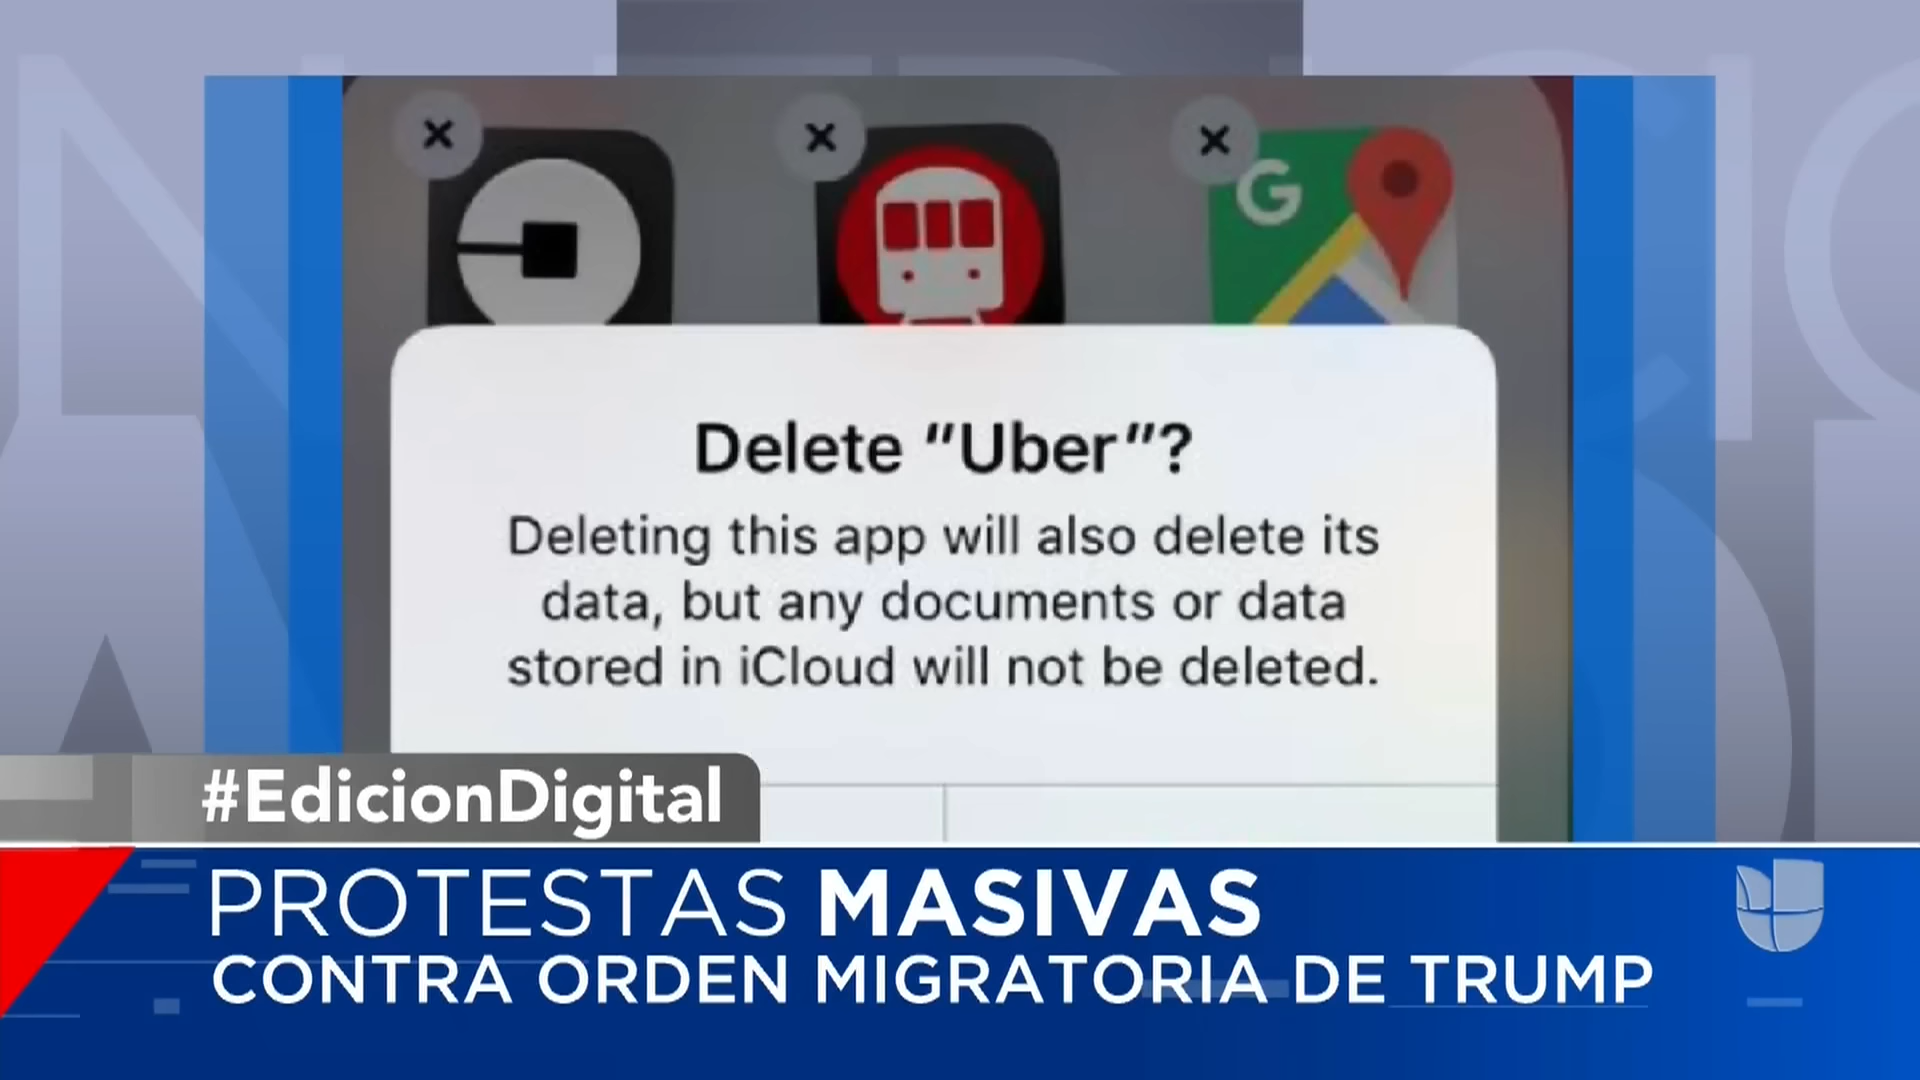 G
Delete "Uber"?
Deleting this app will also delete its
data, but any documents or data
stored in iCloud will not be deleted.
#EdicionDigital
PROTESTAS MASIVAS
CONTRA ORDEN MIGRATORIA DE TRUMP